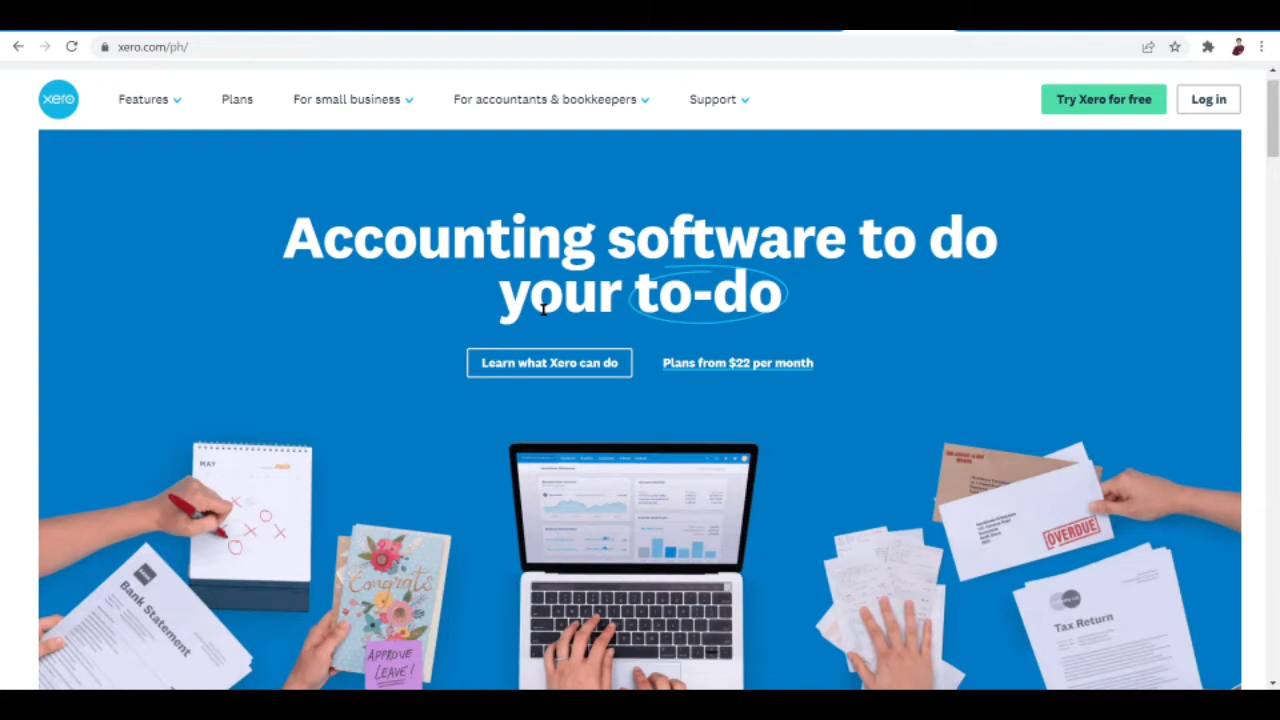 xero.com/ph/
xero
Features
Plans
For small business
For accountants & bookkeepers
Support
Try Xero for free
Log in
Accounting software to do
your to-do
Learn what Xero can do
Plans from $22 per month
MAY
Bank Statement
Congrats
APPROVE
LEAVE!
OVERDUE
Tax Return